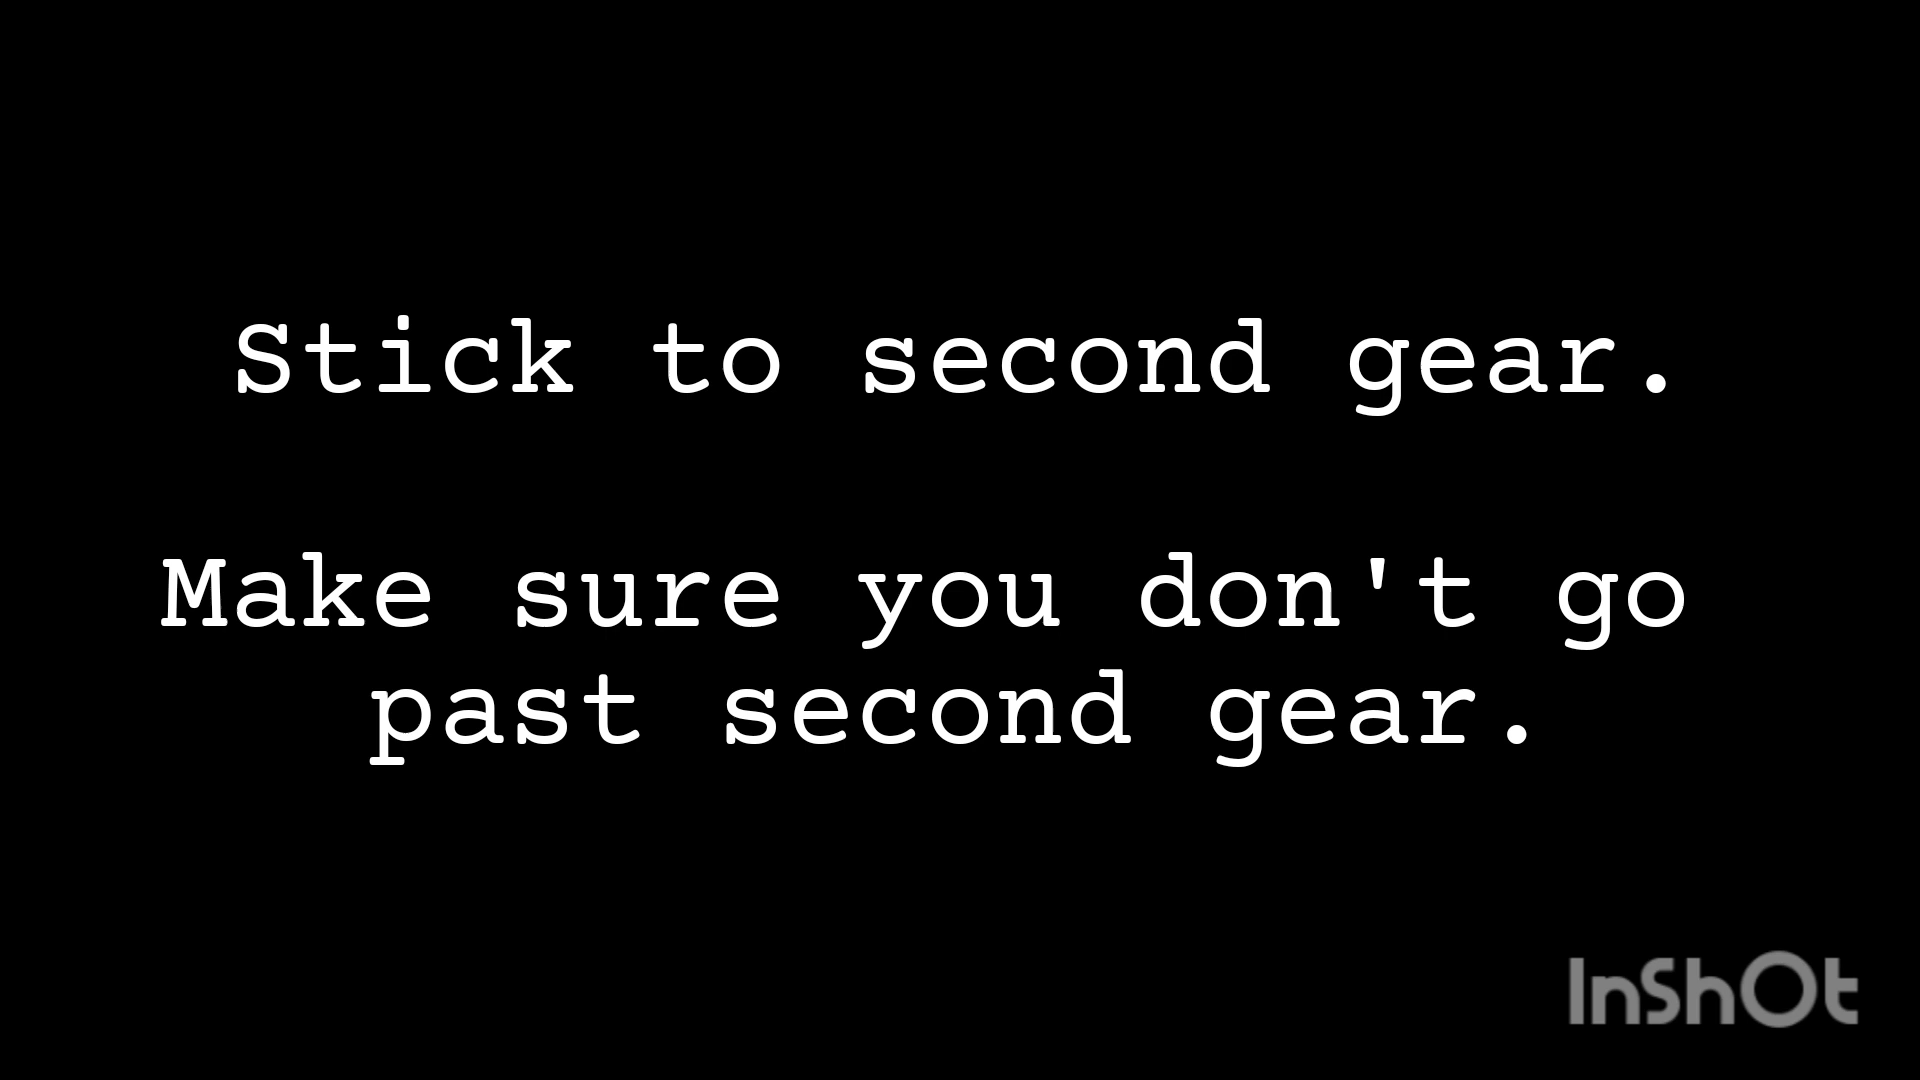 Stick to second gear.
Make sure you don't go
past second gear.
InShOt